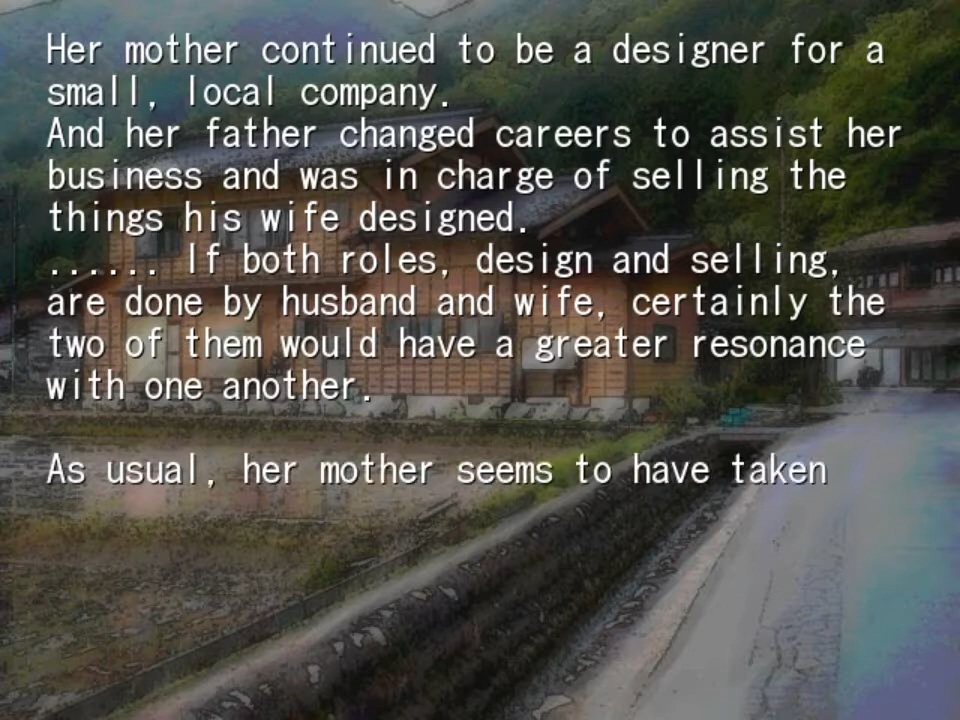 Her mother continued to be a designer for a
small, local company.
And her father changed careers to assist her
business and was in charge of selling the
things his wife designed.
...... If both roles, design and selling,
are done by husband and wife, certainly the
two of them would have a greater resonance
with one another.
As usual, her mother seems to have taken